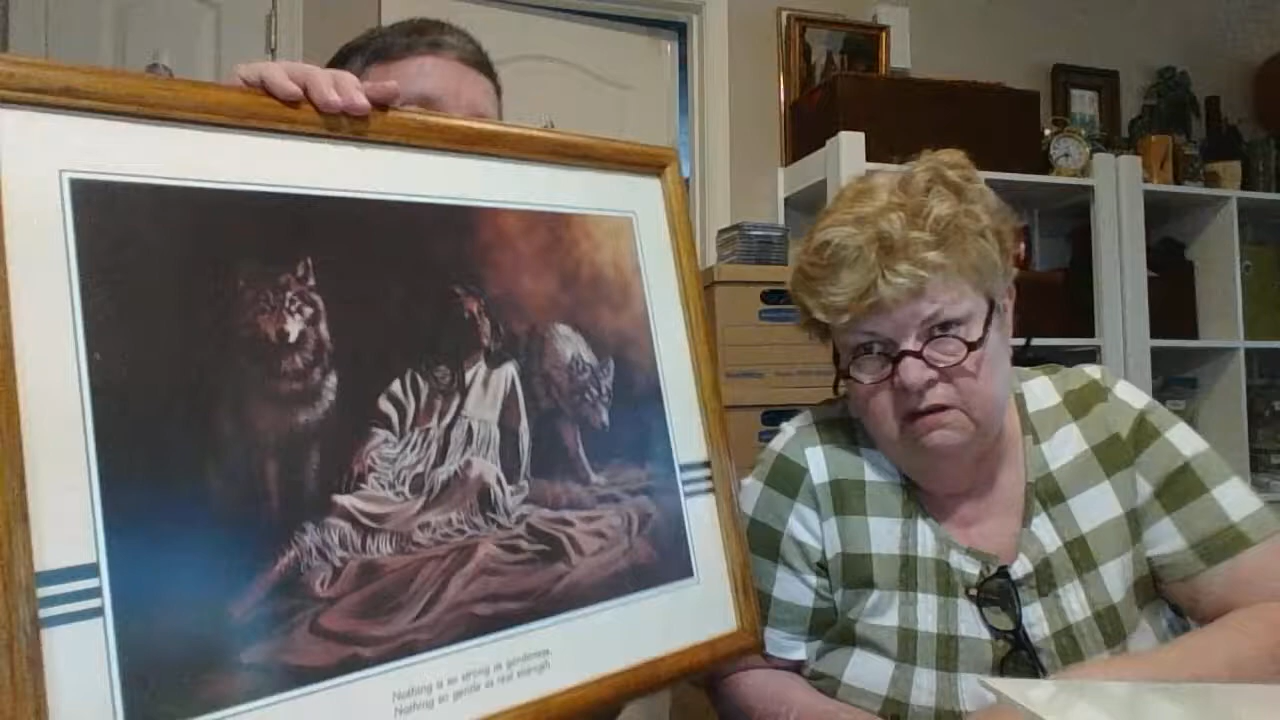 Nothing is so strong as gentleness,
Nothing so gentle as real strength